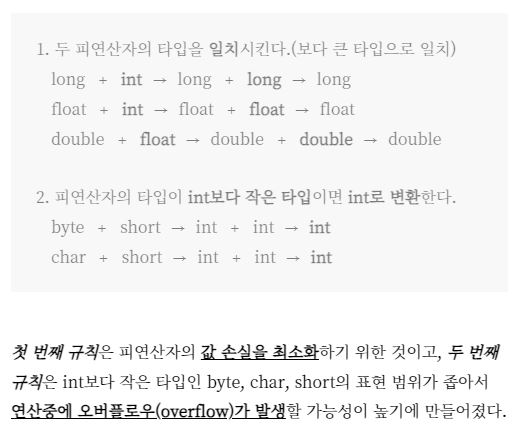 1. 두 피연산자의 타입을 일치시킨다.(보다 큰 타입으로 일치)
long + int → long + long → long
float + int → float + float → float
double + float → double + double → double
2. 피연산자의 타입이 int보다 작은 타입이면 int로 변환한다.
byte + short → int + int → int
char + short → int + int → int
첫 번째 규칙은 피연산자의 값 손실을 최소화하기 위한 것이고, 두 번째
규칙은 int보다 작은 타입인 byte, char, short의 표현 범위가 좁아서
연산중에 오버플로우(overflow)가 발생할 가능성이 높기에 만들어졌다.